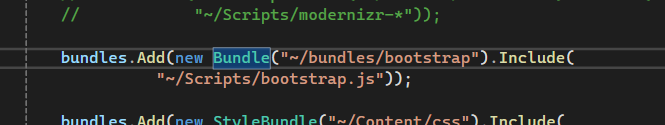 //          "~/Scripts/modernizr-*"));
bundles.Add(new Bundle("~/bundles/bootstrap").Include(
"~/Scripts/bootstrap.js"));
bundles.Add(new StyleBundle("~/Content/css").Include(